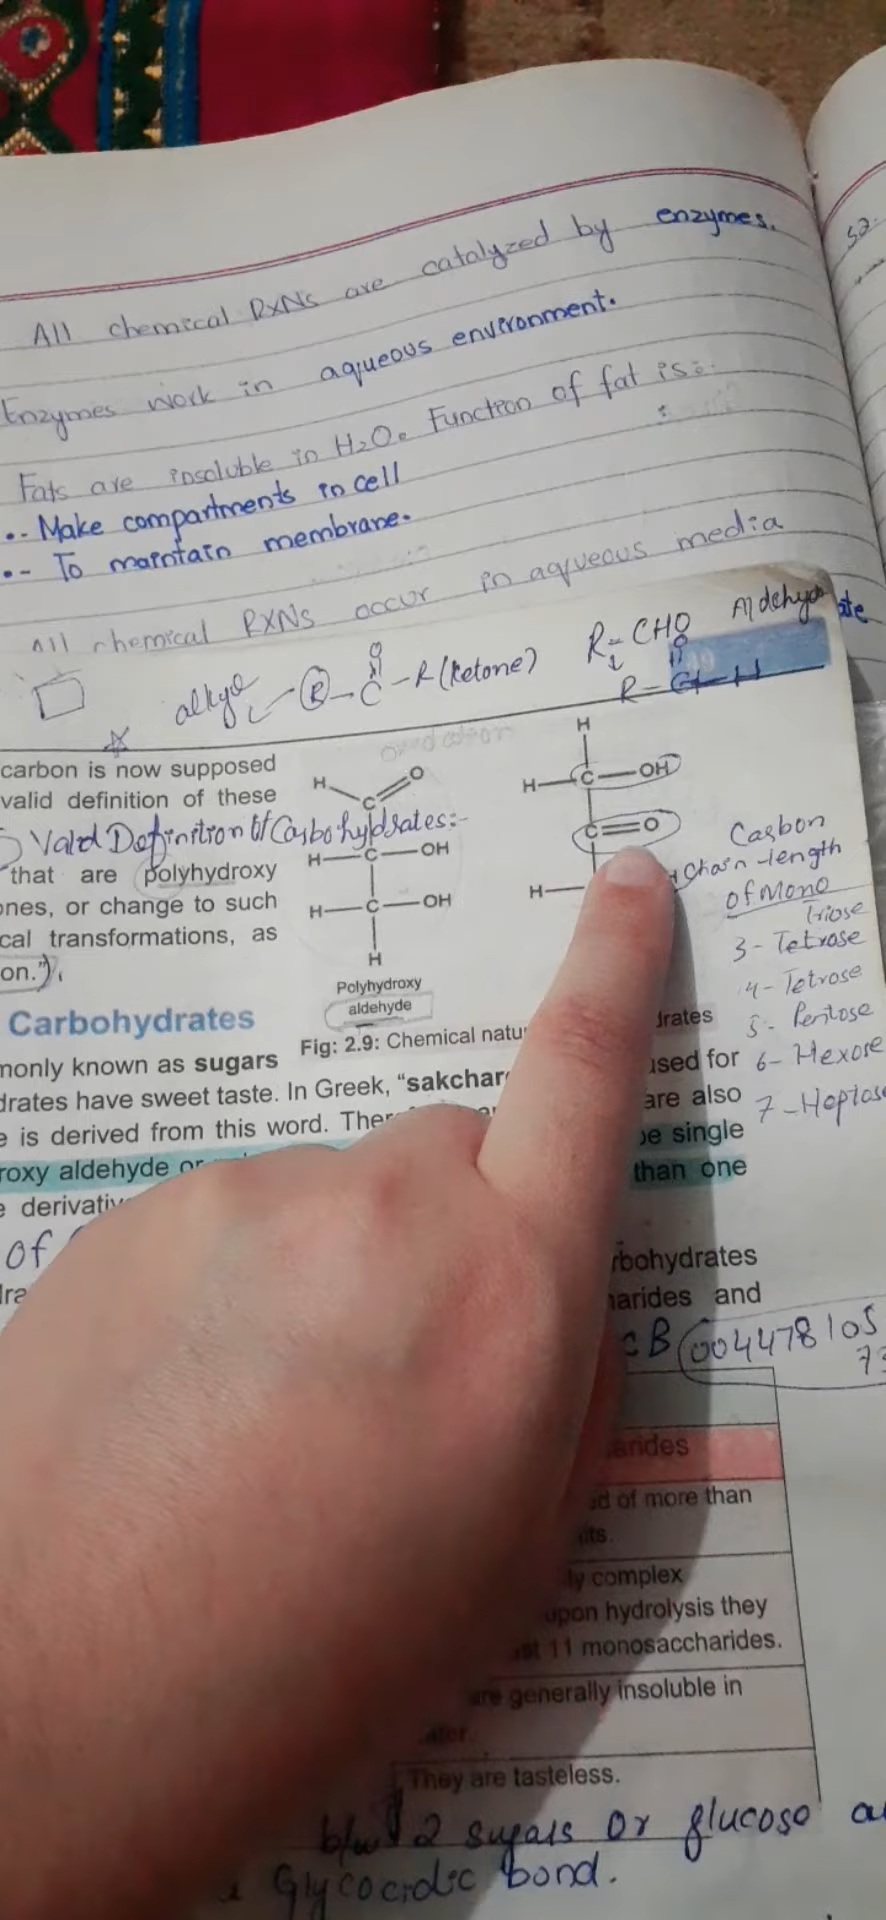 All chemical RXNs are catalyzed by enzymes.
Enzymes work in aqueous environment.
Fats are insoluble in H₂O. Function of fat is:
Make compartments in cell
To maintain membrane.
All chemical RXNs occur in aqueous media
R - CHO Aldehyd
O
R-C-H
O
R-C-R (ketone)
carbon is now supposed
valid definition of these
Valid Definition of Carbohydrates:-
that are polyhydroxy
ones, or change to such
cal transformations, as
on.")
H O
C
H C OH
H C OH
H
Polyhydroxy
aldehyde
H
H C OH
C O
H
Carbon
chain-length
of Mono
Triose
3- Tetrose
4- Tetrose
5- Pentose
6- Hexose
7- Heptose
Fig: 2.9: Chemical natu
drates
Carbohydrates
monly known as sugars
used for
drates have sweet taste. In Greek, "sakchar
are also
e is derived from this word. Ther
be single
roxy aldehyde or
than one
e derivativ
of
rbohydrates
harides and
CB 004478105
arides
ed of more than
its.
ly complex
upon hydrolysis they
st 11 monosaccharides.
are generally insoluble in
ater.
They are tasteless.
b/w 2 sugars or glucose
Glycocidic bond.